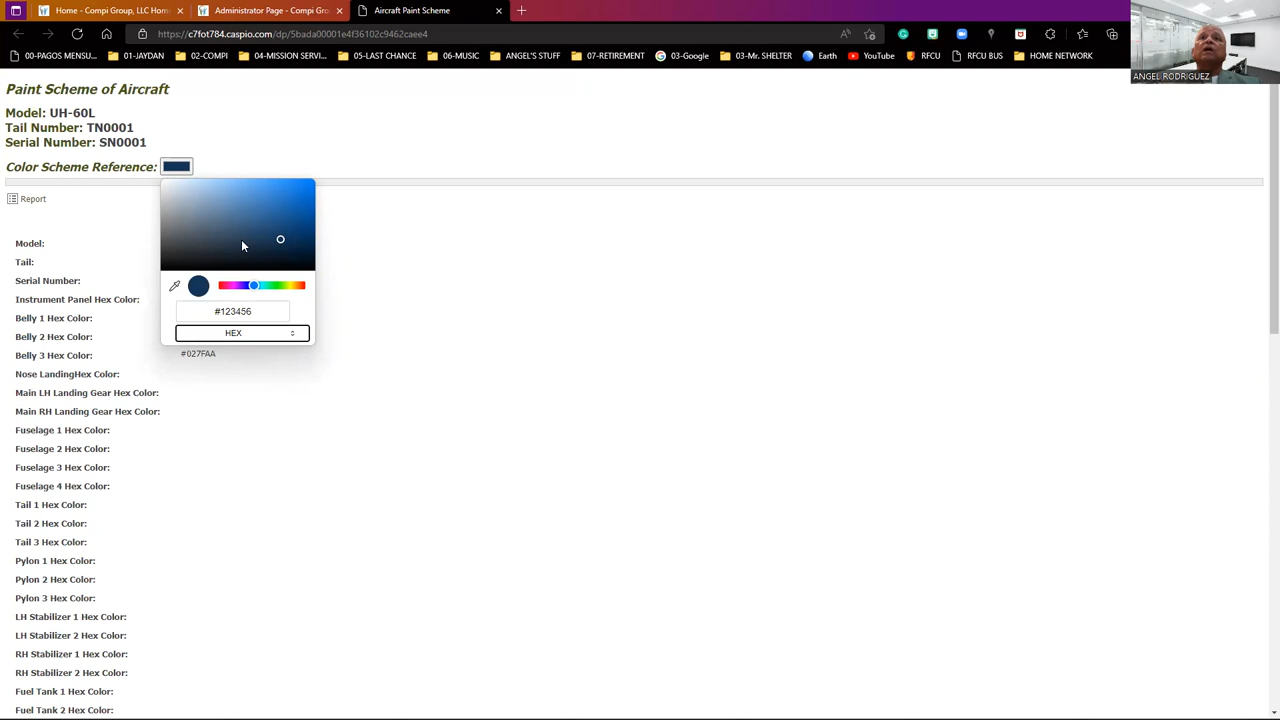 Home - Compi Group, LLC Hom
Administrator Page - Compi Gro
Aircraft Paint Scheme
https://c7fot784.caspio.com/dp/5bada00001e4f36102c9462caee4
00-PAGOS MENSU...
01-JAYDAN
02-COMPI
04-MISSION SERVI...
05-LAST CHANCE
06-MUSIC
ANGEL'S STUFF
07-RETIREMENT
03-Google
03-Mr. SHELTER
Earth
YouTube
RFCU
RFCU BUS
HOME NETWORK
ANGEL RODRIGUEZ
Paint Scheme of Aircraft
Model: UH-60L
Tail Number: TN0001
Serial Number: SN0001
Color Scheme Reference:
Report
#123456
HEX
Model:
Tail:
Serial Number:
Instrument Panel Hex Color:
Belly 1 Hex Color:
Belly 2 Hex Color:
Belly 3 Hex Color: #027FAA
Nose LandingHex Color:
Main LH Landing Gear Hex Color:
Main RH Landing Gear Hex Color:
Fuselage 1 Hex Color:
Fuselage 2 Hex Color:
Fuselage 3 Hex Color:
Fuselage 4 Hex Color:
Tail 1 Hex Color:
Tail 2 Hex Color:
Tail 3 Hex Color:
Pylon 1 Hex Color:
Pylon 2 Hex Color:
Pylon 3 Hex Color:
LH Stabilizer 1 Hex Color:
LH Stabilizer 2 Hex Color:
RH Stabilizer 1 Hex Color:
RH Stabilizer 2 Hex Color:
Fuel Tank 1 Hex Color:
Fuel Tank 2 Hex Color: